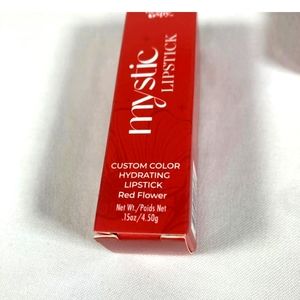 mystic
LIPSTICK
CUSTOM COLOR
HYDRATING
LIPSTICK
Red Flower
Net Wt./Poids Net
.15oz/4.50g